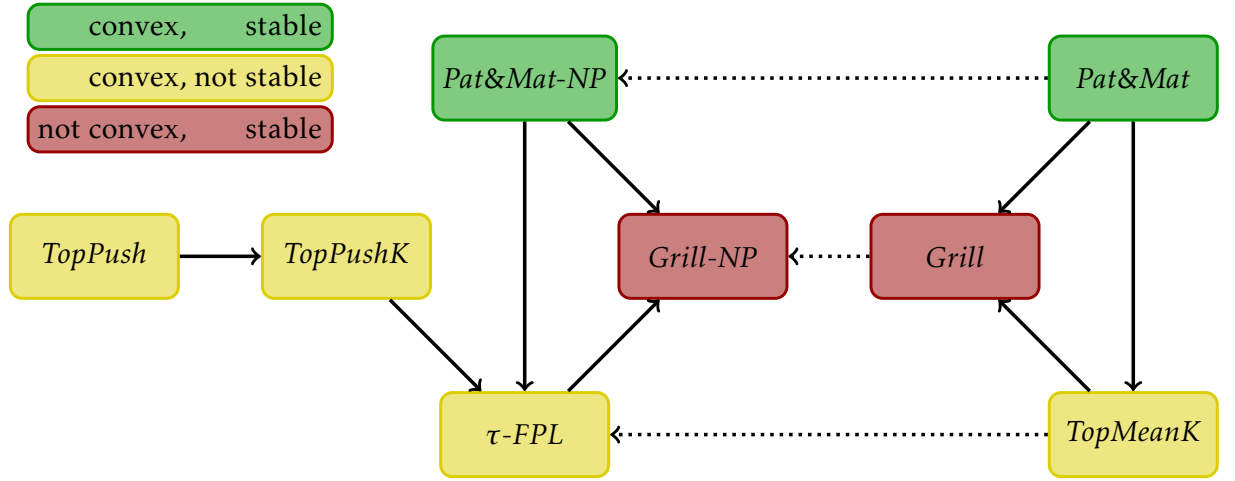 convex, stable
convex, not stable
not convex, stable
Pat&Mat-NP
Pat&Mat
TopPush
TopPushK
Grill-NP
Grill
τ-FPL
TopMeanK